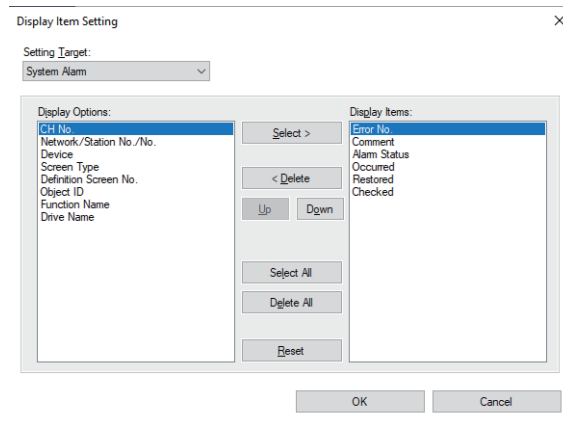 Display Item Setting
Setting Target:
System Alarm
Display Options:
CH No.
Network/Station No./No.
Device
Screen Type
Definition Screen No.
Object ID
Function Name
Drive Name
Select >
< Delete
Up
Down
Select All
Delete All
Reset
Display Items:
Error No.
Comment
Alarm Status
Occurred
Restored
Checked
OK
Cancel